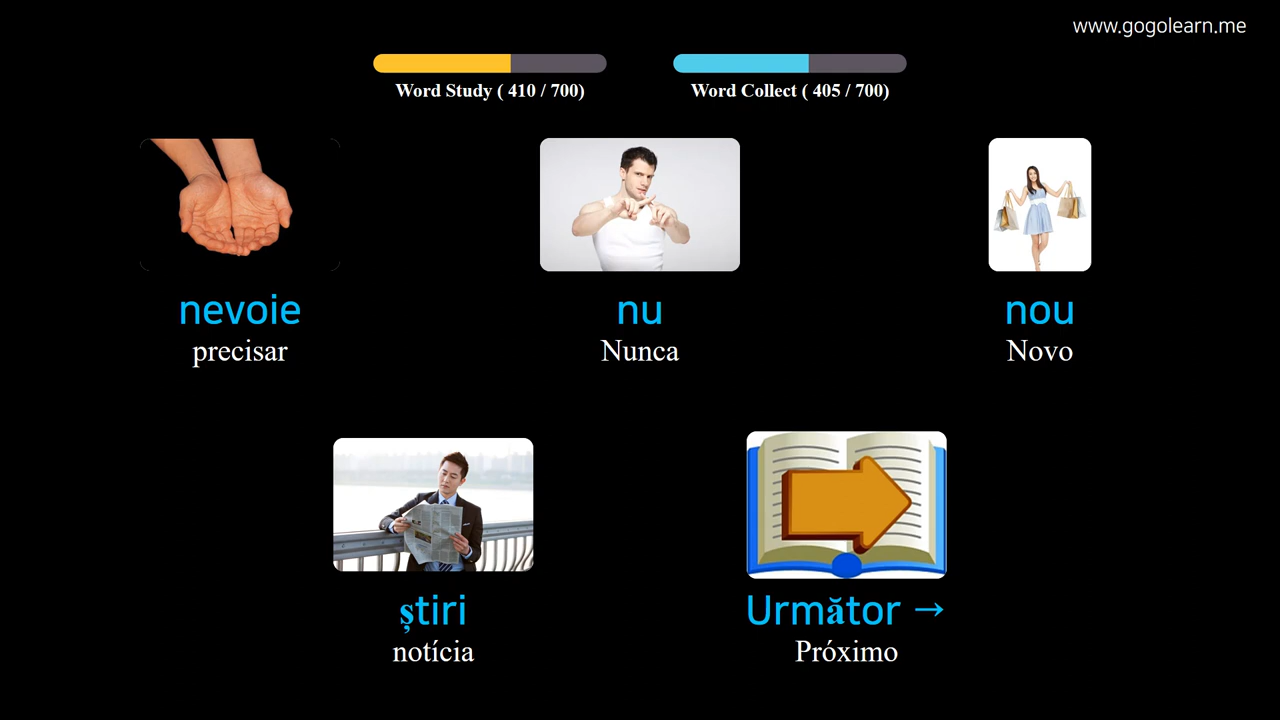 www.gogolearn.me
Word Study ( 410 / 700)
Word Collect ( 405 / 700)
nevoie
precisar
nu
Nunca
nou
Novo
știri
notícia
Următor →
Próximo